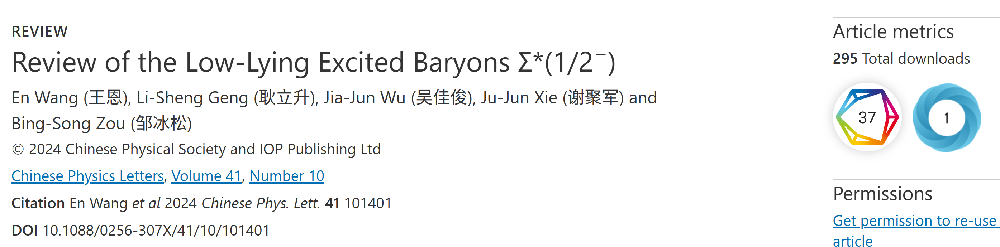 REVIEW
Review of the Low-Lying Excited Baryons Σ*(1/2⁻)
En Wang (王恩), Li-Sheng Geng (耿立升), Jia-Jun Wu (吴佳俊), Ju-Jun Xie (谢聚军) and
Bing-Song Zou (邹冰松)
© 2024 Chinese Physical Society and IOP Publishing Ltd
Chinese Physics Letters, Volume 41, Number 10
Citation En Wang et al 2024 Chinese Phys. Lett. 41 101401
DOI 10.1088/0256-307X/41/10/101401
Article metrics
295 Total downloads
37
1
Permissions
Get permission to re-use
article